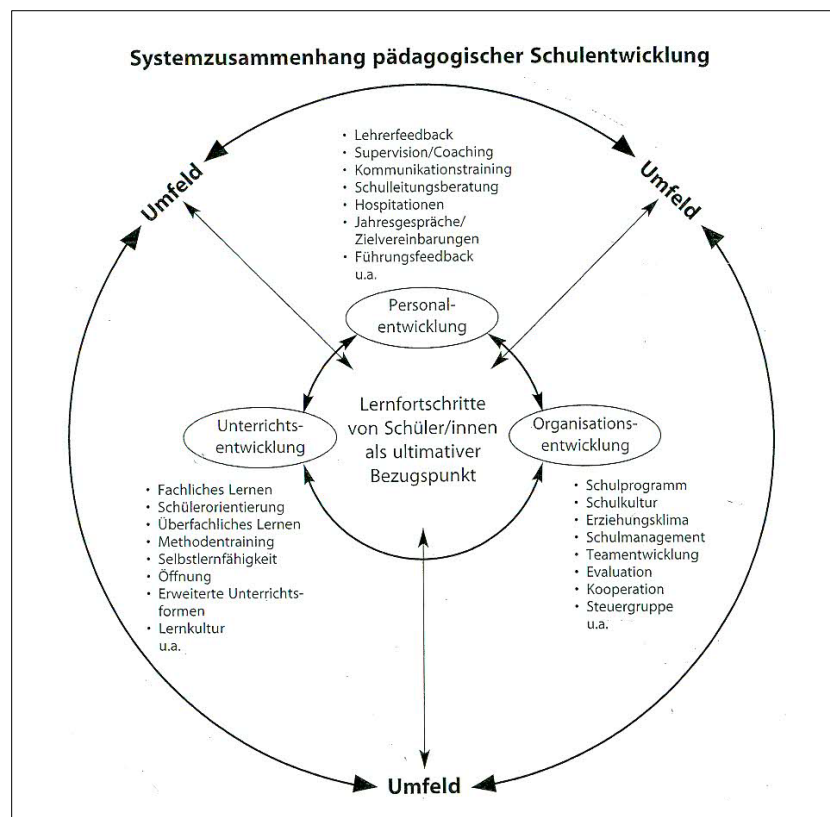 Systemzusammenhang pädagogischer Schulentwicklung
Umfeld
Umfeld
• Lehrerfeedback
• Supervision/Coaching
• Kommunikationstraining
• Schulleitungsberatung
• Hospitationen
• Jahresgespräche/
Zielvereinbarungen
• Führungsfeedback
u.a.
Personal-
entwicklung
Unterrichts-
entwicklung
Lernfortschritte
von Schüler/innen
als ultimativer
Bezugspunkt
Organisations-
entwicklung
• Fachliches Lernen
• Schülerorientierung
• Überfachliches Lernen
• Methodentraining
• Selbstlernfähigkeit
• Öffnung
• Erweiterte Unterrichts-
formen
• Lernkultur
u.a.
• Schulprogramm
• Schulkultur
• Erziehungsklima
• Schulmanagement
• Teamentwicklung
• Evaluation
• Kooperation
• Steuergruppe
u.a.
Umfeld